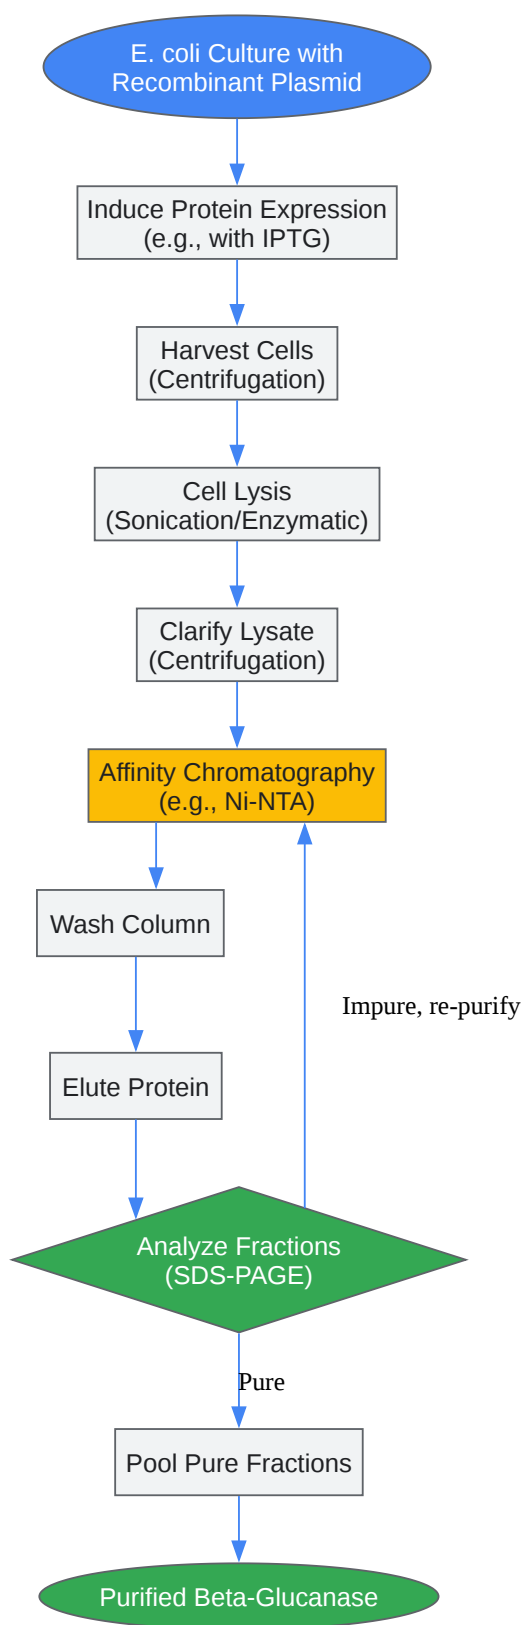 E. coli Culture with
Recombinant Plasmid
Induce Protein Expression
(e.g., with IPTG)
Harvest Cells
(Centrifugation)
Cell Lysis
(Sonication/Enzymatic)
Clarify Lysate
(Centrifugation)
Affinity Chromatography
(e.g., Ni-NTA)
Wash Column
Impure, re-purify
Elute Protein
Analyze Fractions
(SDS-PAGE)
Pure
Pool Pure Fractions
Purified Beta-Glucanase